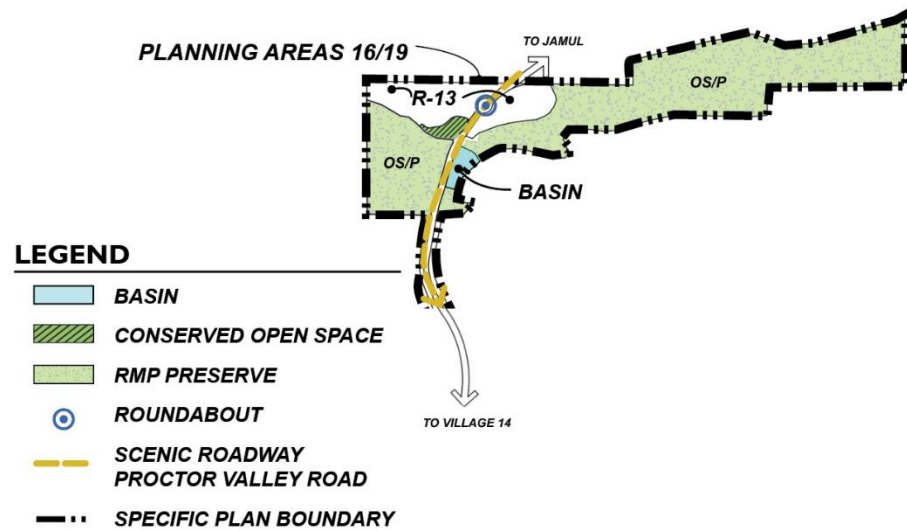 TO JAMUL
PLANNING AREAS 16/19
R-13
OS/P
OS/P
BASIN
LEGEND
BASIN
CONSERVED OPEN SPACE
RMP PRESERVE
ROUNDABOUT
SCENIC ROADWAY
PROCTOR VALLEY ROAD
SPECIFIC PLAN BOUNDARY
TO VILLAGE 14